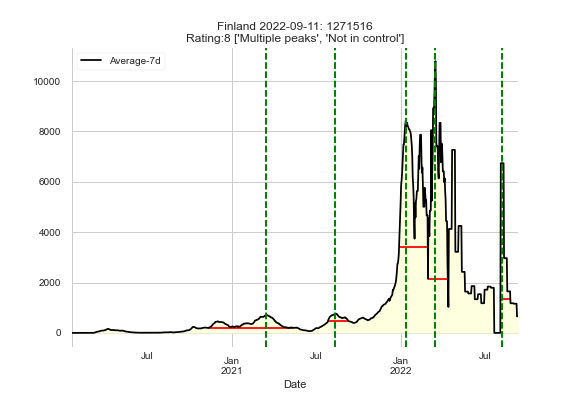 Finland 2022-09-11: 1271516
Rating:8 ['Multiple peaks', 'Not in control']
Average-7d
10000
8000
6000
4000
2000
0
Jul
Jan
2021
Jul
Jan
2022
Jul
Date